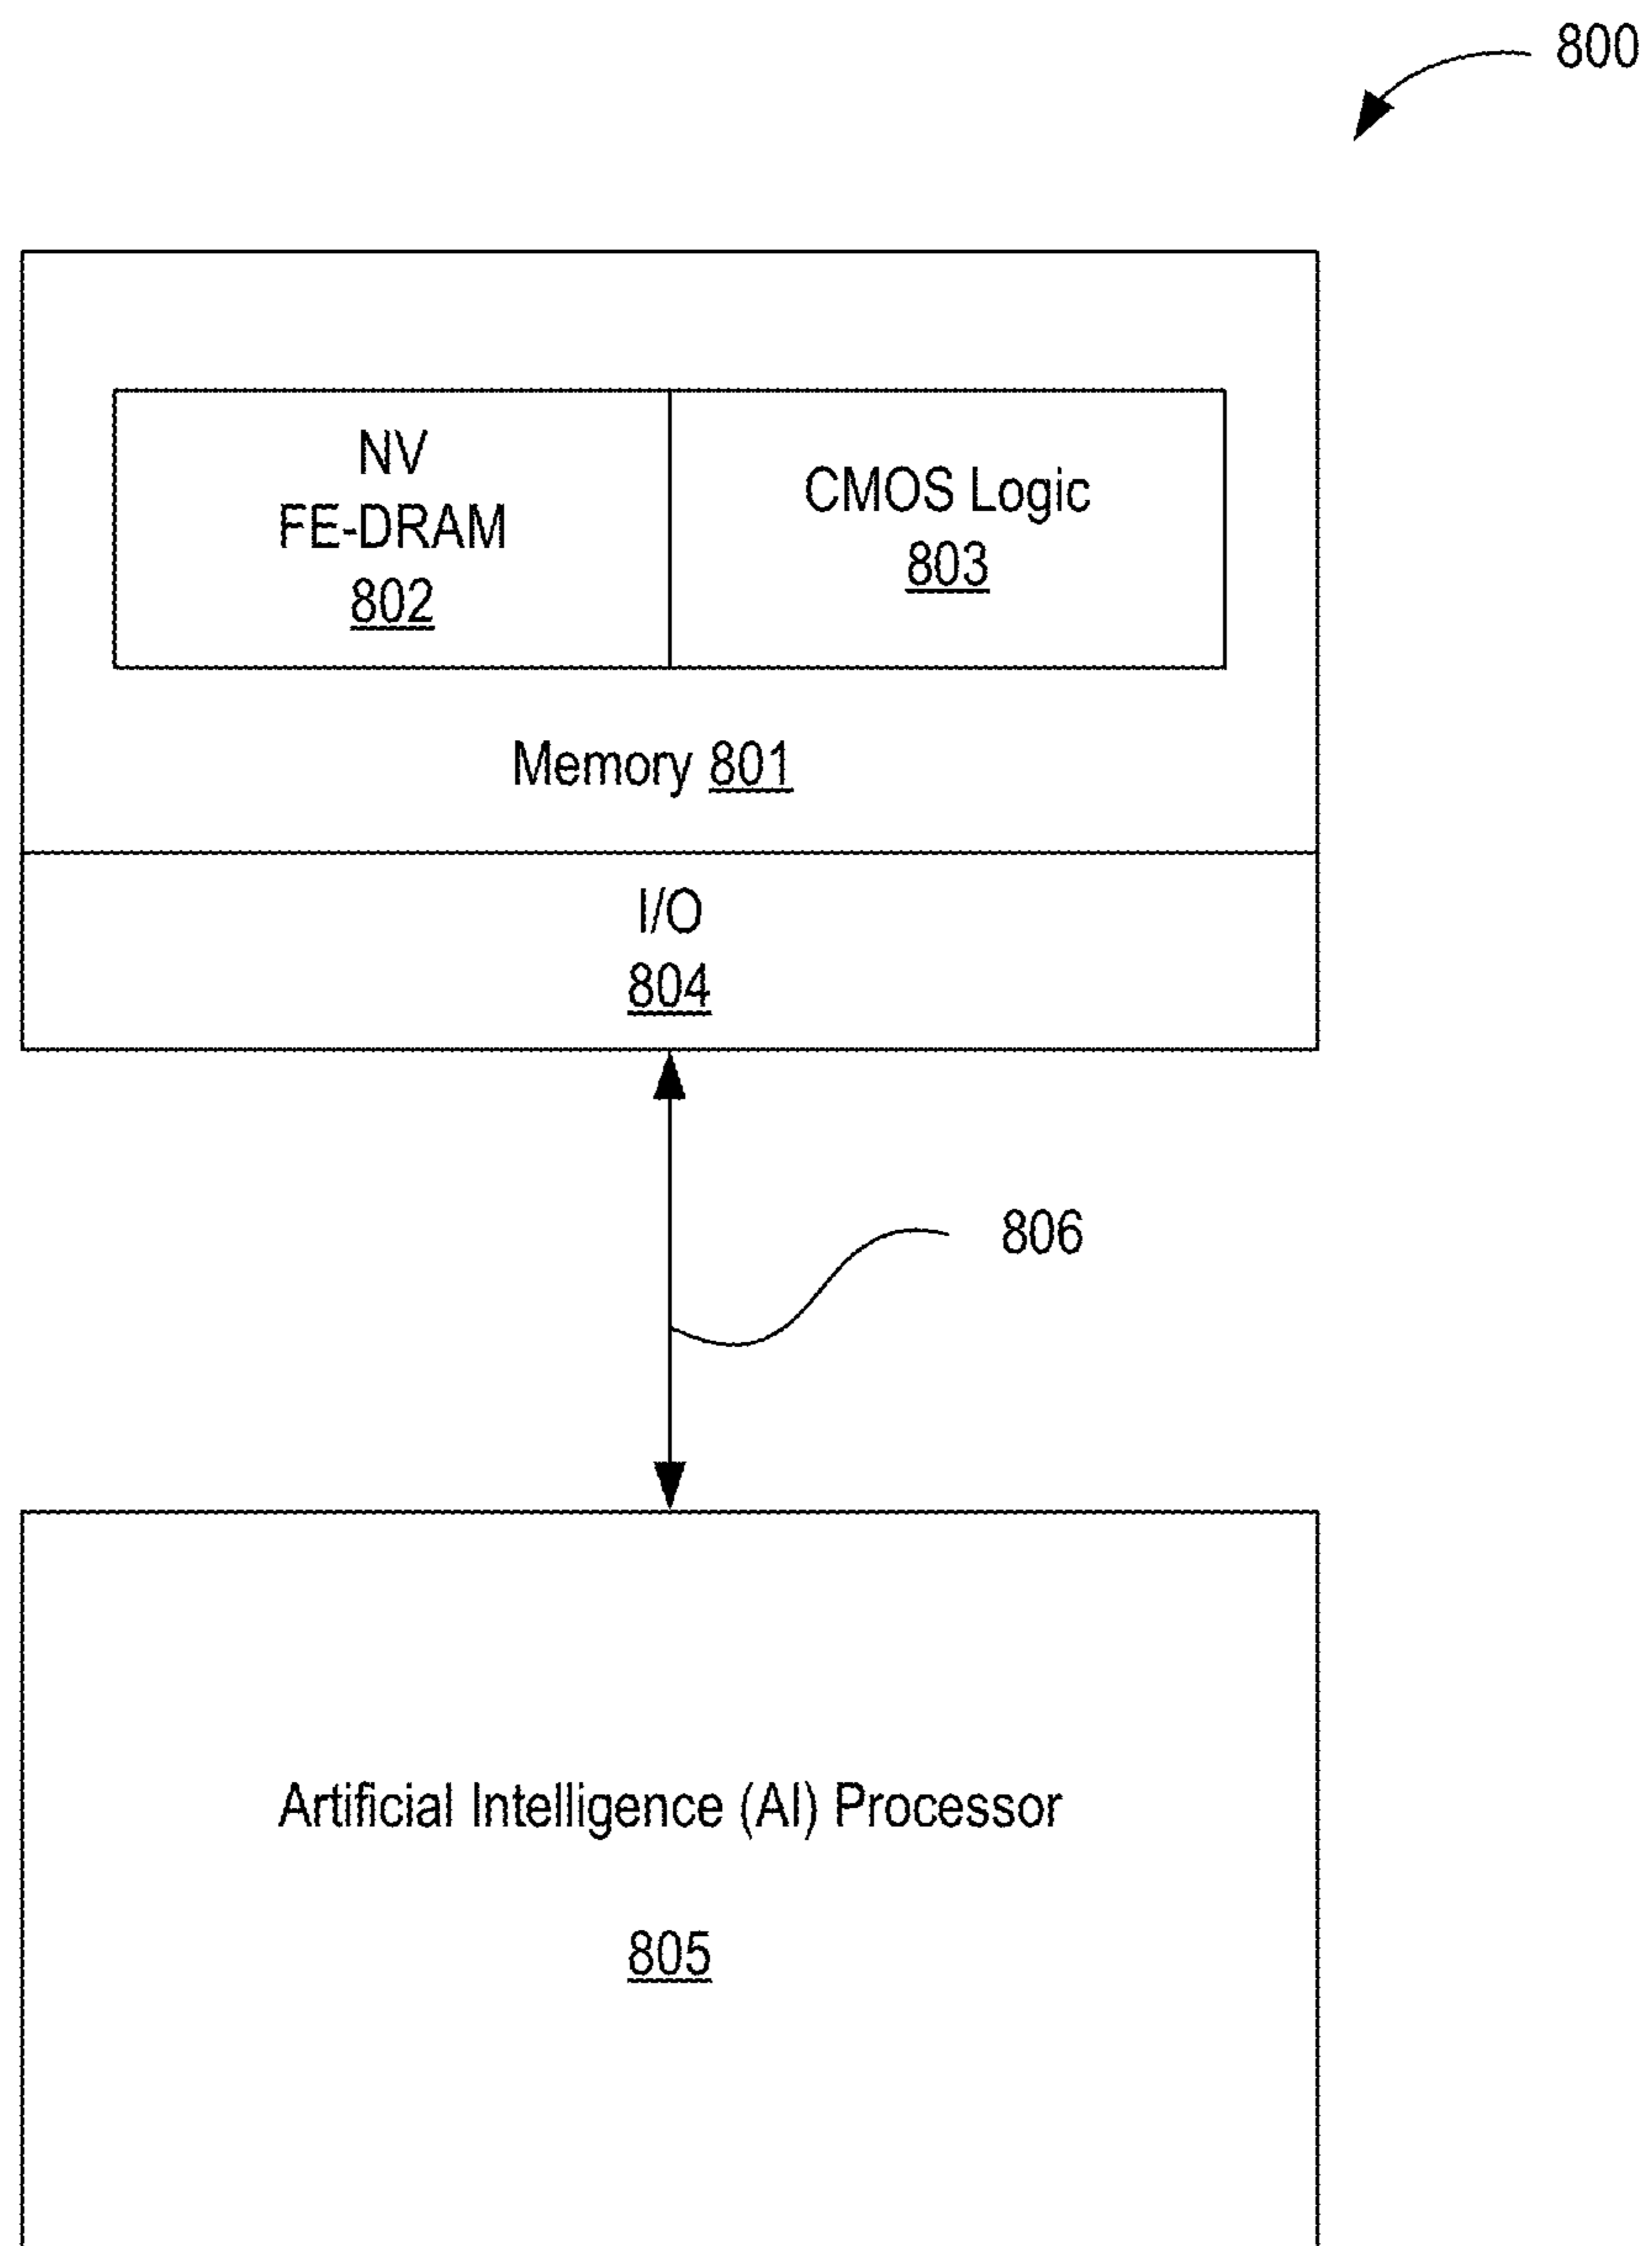 800
NV
FE-DRAM
802
CMOS Logic
803
Memory 801
I/O
804
806
Artificial Intelligence (AI) Processor
805